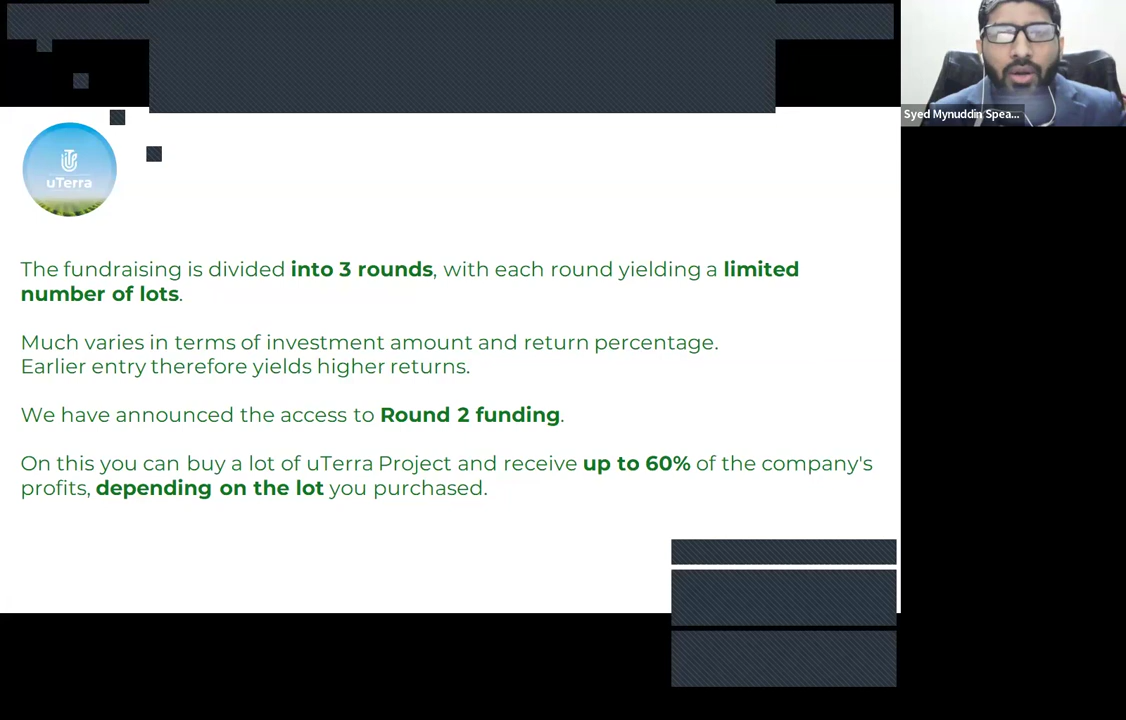 Syed Mynuddin Spea...
uTerra
The fundraising is divided into 3 rounds, with each round yielding a limited
number of lots.
Much varies in terms of investment amount and return percentage.
Earlier entry therefore yields higher returns.
We have announced the access to Round 2 funding.
On this you can buy a lot of uTerra Project and receive up to 60% of the company's
profits, depending on the lot you purchased.